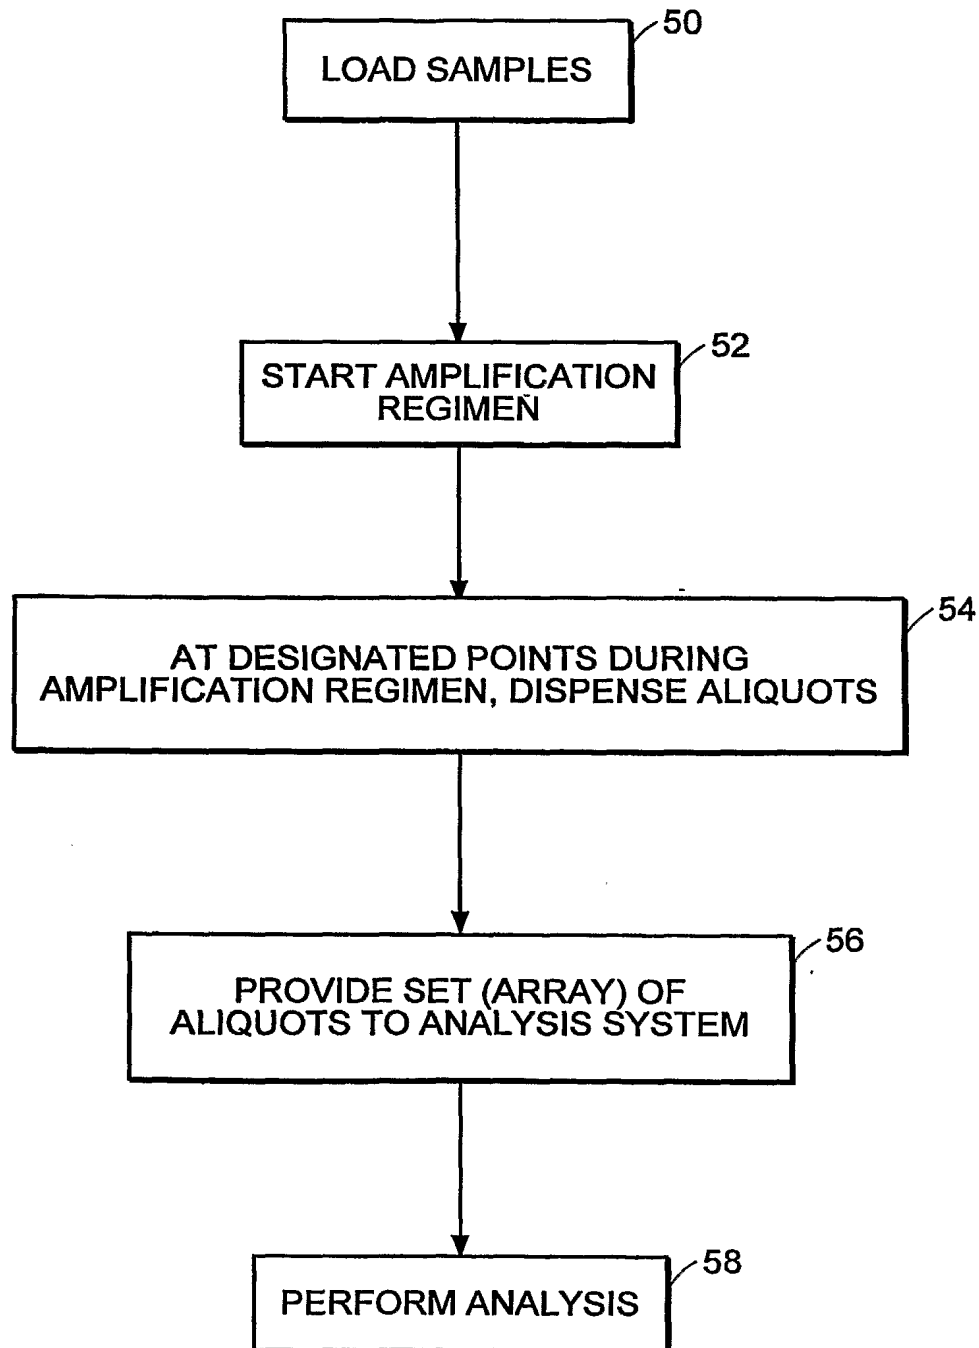 50
LOAD SAMPLES
52
START AMPLIFICATION
REGIMEN
54
AT DESIGNATED POINTS DURING
AMPLIFICATION REGIMEN, DISPENSE ALIQUOTS
56
PROVIDE SET (ARRAY) OF
ALIQUOTS TO ANALYSIS SYSTEM
58
PERFORM ANALYSIS